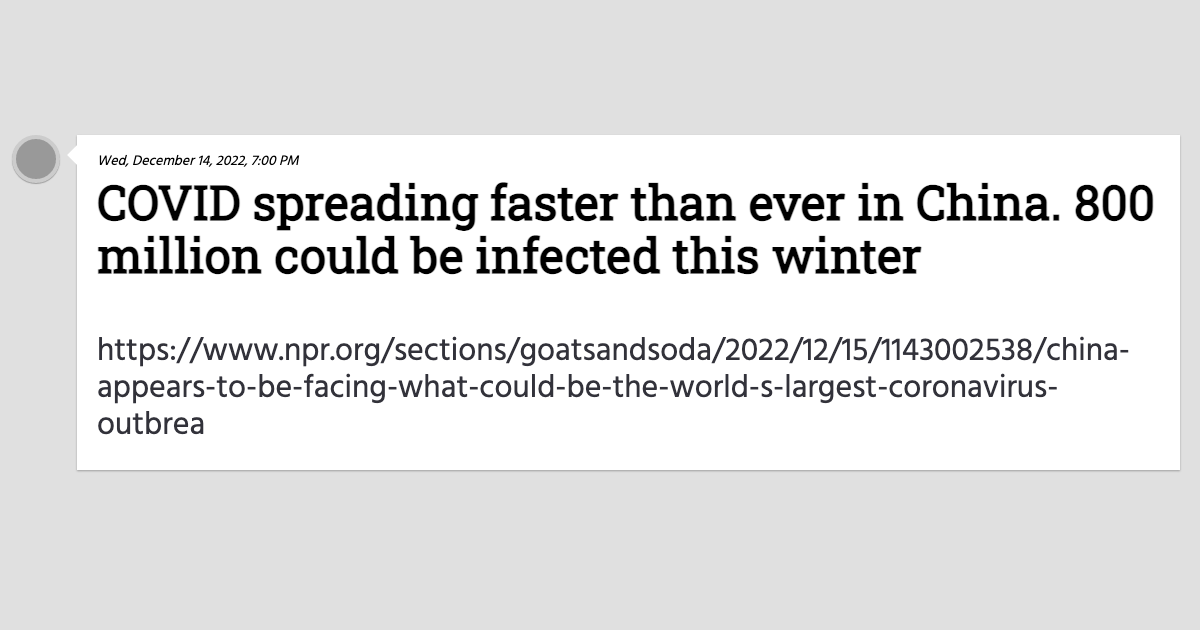 Wed, December 14, 2022, 7:00 PM
COVID spreading faster than ever in China. 800
million could be infected this winter
https://www.npr.org/sections/goatsandsoda/2022/12/15/1143002538/china-
appears-to-be-facing-what-could-be-the-world-s-largest-coronavirus-
outbrea